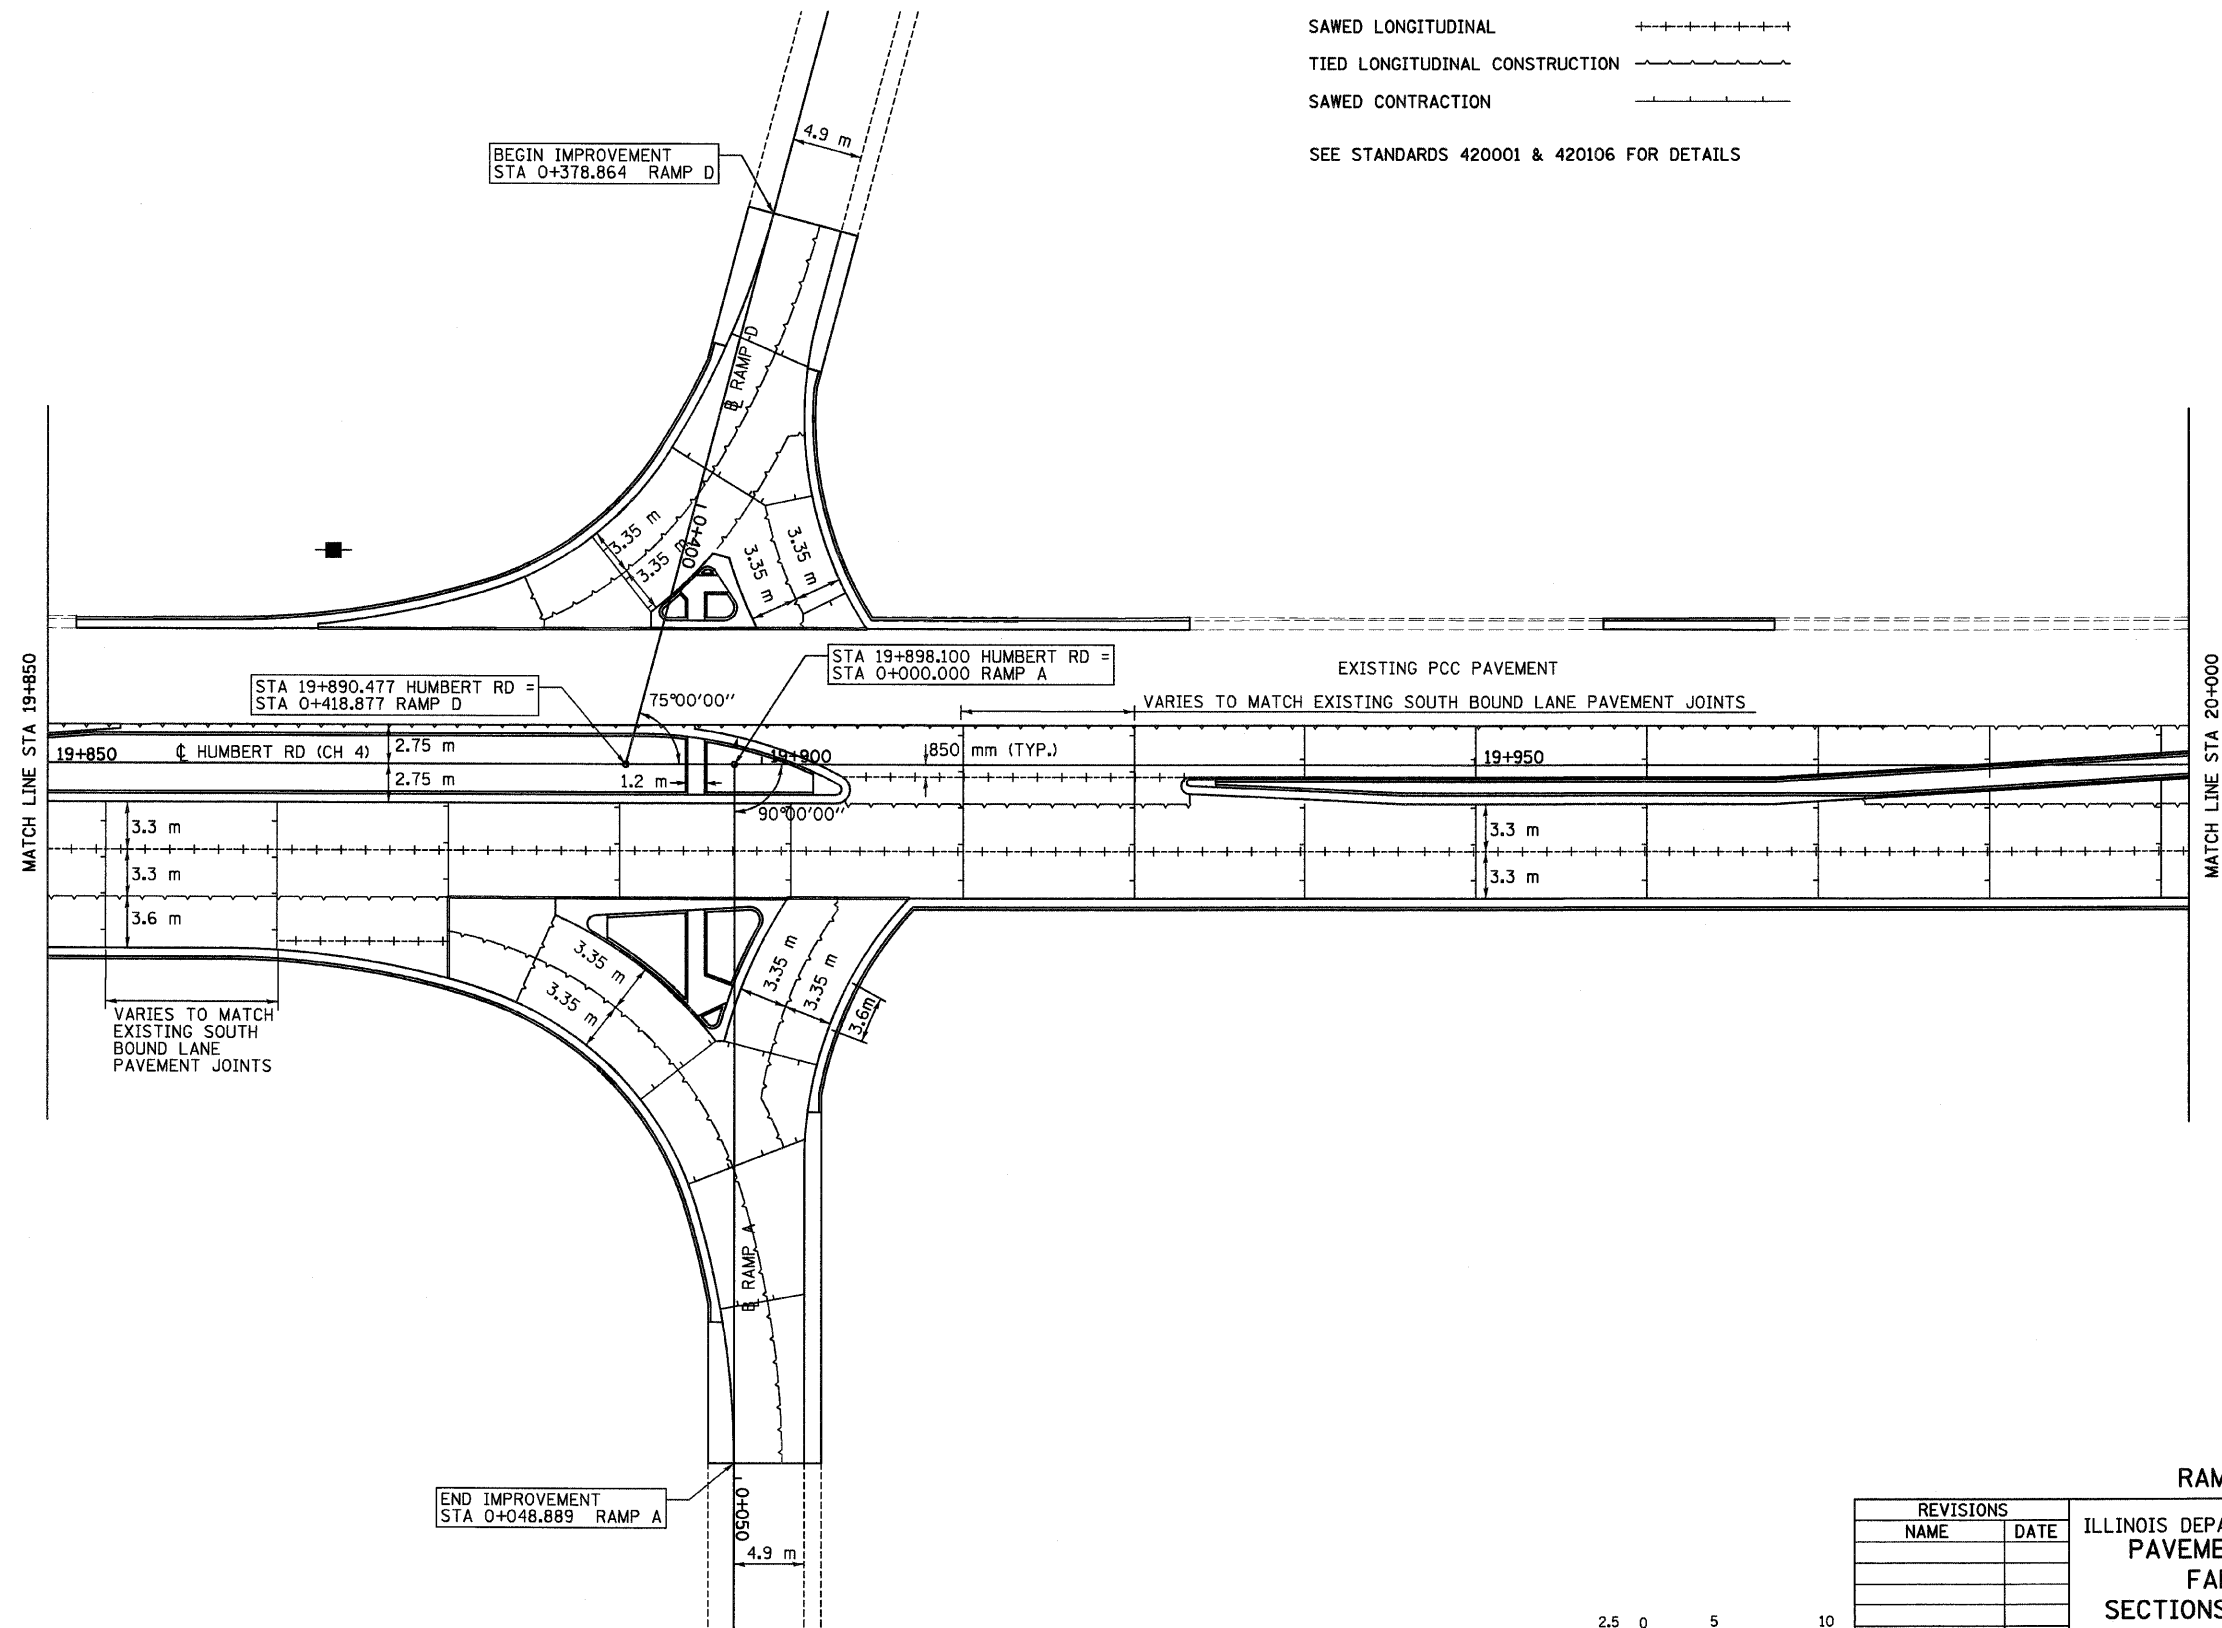 SAWED LONGITUDINAL
TIED LONGITUDINAL CONSTRUCTION
SAWED CONTRACTION
SEE STANDARDS 420001 & 420106 FOR DETAILS
4.9 m
BEGIN IMPROVEMENT
STA 0+378.864 RAMP D
℄ RAMP D
0+400
3.35 m
3.35 m
3.35 m
3.35 m
MATCH LINE STA 19+850
MATCH LINE STA 20+000
STA 19+898.100 HUMBERT RD =
STA 0+000.000 RAMP A
EXISTING PCC PAVEMENT
STA 19+890.477 HUMBERT RD =
STA 0+418.877 RAMP D
75°00'00"
VARIES TO MATCH EXISTING SOUTH BOUND LANE PAVEMENT JOINTS
19+850
℄ HUMBERT RD (CH 4)
2.75 m
19+900
850 mm (TYP.)
19+950
2.75 m
1.2 m
90°00'00"
3.3 m
3.3 m
3.3 m
3.3 m
3.6 m
3.35 m
3.35 m
3.35 m
3.35 m
3.6m
VARIES TO MATCH
EXISTING SOUTH
BOUND LANE
PAVEMENT JOINTS
B RAMP A
END IMPROVEMENT
STA 0+048.889 RAMP A
0+050
4.9 m
RAM
REVISIONS
NAME DATE
ILLINOIS DEPA
PAVEME
FAI
SECTIONS
2.5 0 5 10